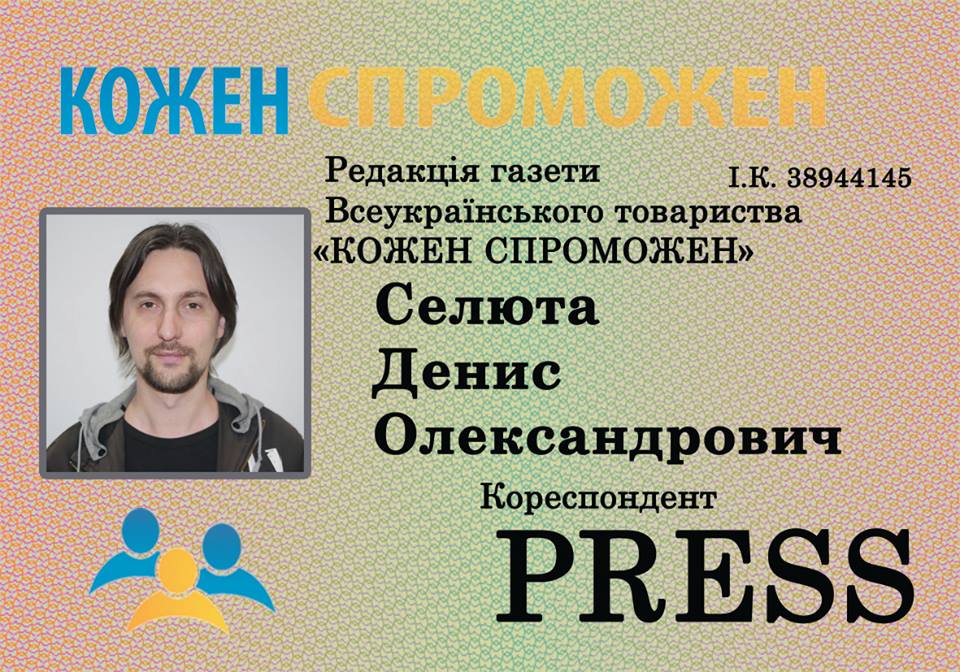 КОЖЕН СПРОМОЖЕН
Редакція газети
І.К. 38944145
Всеукраїнського товариства
«КОЖЕН СПРОМОЖЕН»
Селюта
Денис
Олександрович
Кореспондент
PRESS